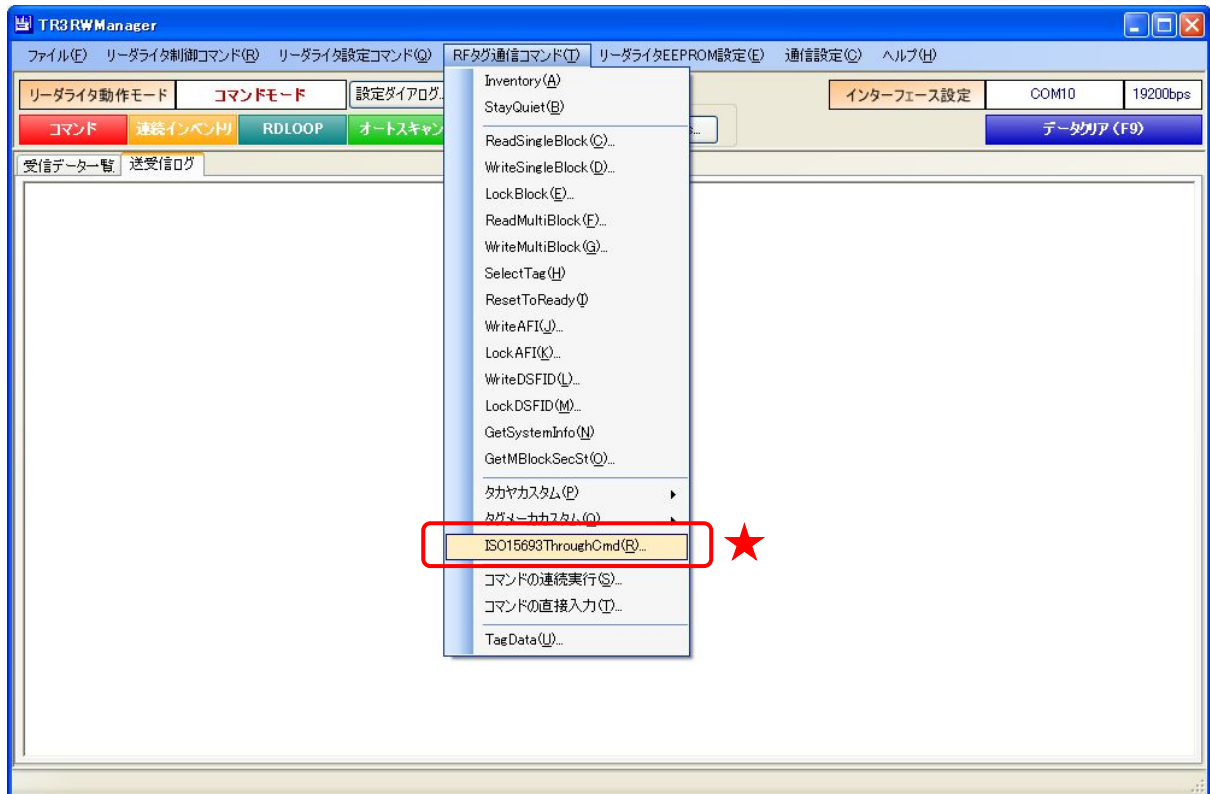 TR3RWManager
ファイル(F) リーダライタ制御コマンド(R) リーダライタ設定コマンド(Q) RFタグ通信コマンド(T) リーダライタEEPROM設定(E) 通信設定(C) ヘルプ(H)
リーダライタ動作モード コマンドモード 設定ダイアログ... インターフェース設定 COM10 19200bps
コマンド 連続インベントリ RDLOOP オートスキャン データクリア(F9)
受信データ一覧 送受信ログ
Inventory(A)
StayQuiet(B)
ReadSingleBlock(C)...
WriteSingleBlock(D)...
LockBlock(E)...
ReadMultiBlock(F)...
WriteMultiBlock(G)...
SelectTag(H)
ResetToReady(I)
WriteAFI(J)...
LockAFI(K)...
WriteDSFID(L)...
LockDSFID(M)...
GetSystemInfo(N)
GetMBlockSecSt(O)...
タカヤカスタム(P)
タグメーカカスタム(Q)
ISO15693ThroughCmd(R)...
コマンドの連続実行(S)...
コマンドの直接入力(T)...
TagData(U)...